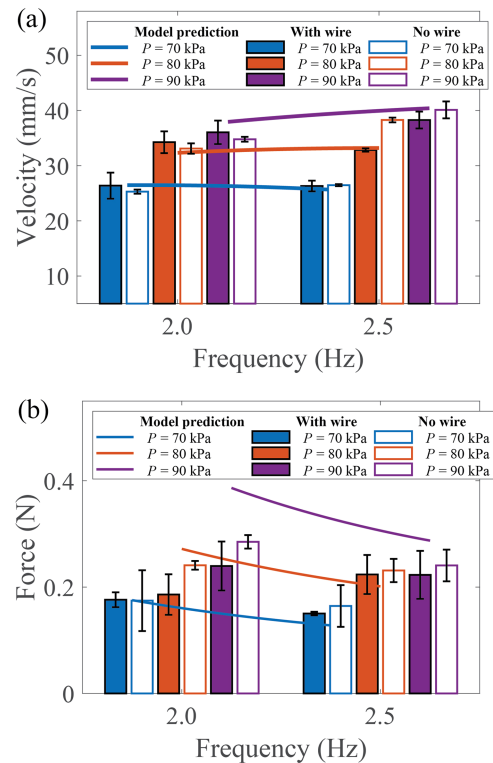 (a)
Model prediction With wire No wire
P = 70 kPa P = 70 kPa P = 70 kPa
P = 80 kPa P = 80 kPa P = 80 kPa
P = 90 kPa P = 90 kPa P = 90 kPa
50
40
30
20
10
Velocity (mm/s)
2.0 2.5
Frequency (Hz)
(b)
Model prediction With wire No wire
P = 70 kPa P = 70 kPa P = 70 kPa
P = 80 kPa P = 80 kPa P = 80 kPa
P = 90 kPa P = 90 kPa P = 90 kPa
0.4
0.2
0
Force (N)
2.0 2.5
Frequency (Hz)